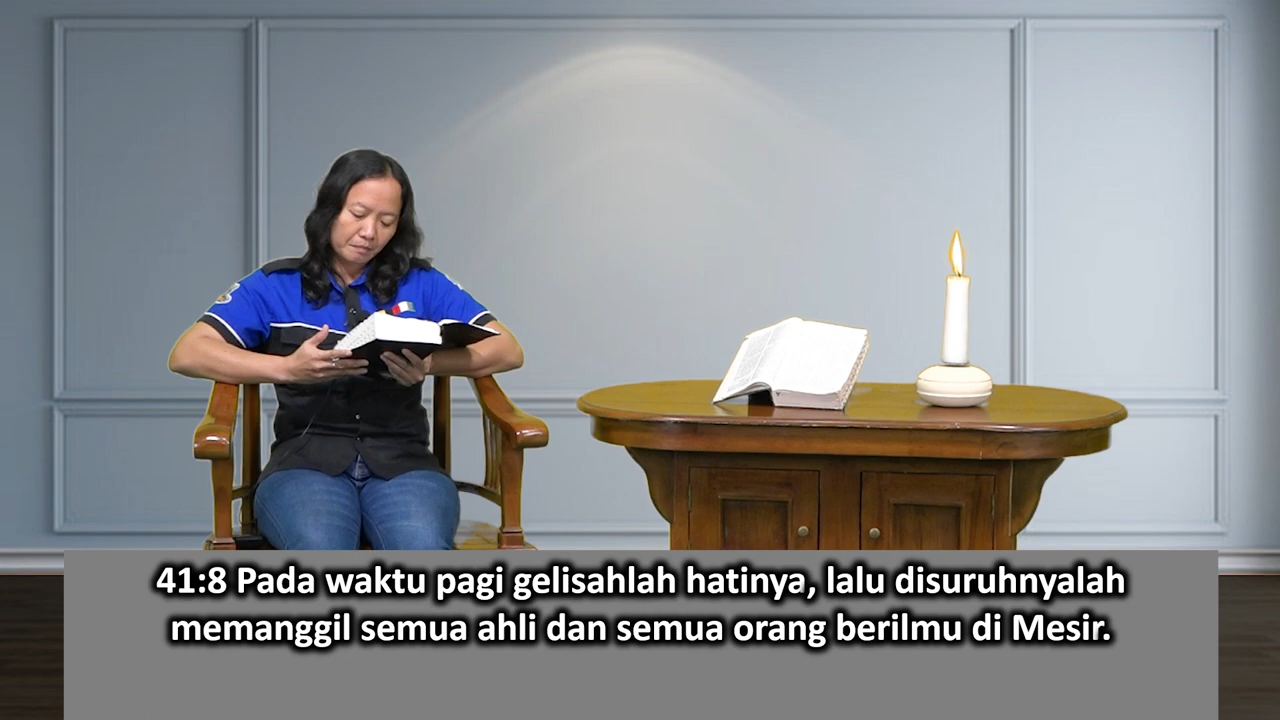 41:8 Pada waktu pagi gelisahlah hatinya, lalu disuruhnyalah
memanggil semua ahli dan semua orang berilmu di Mesir.